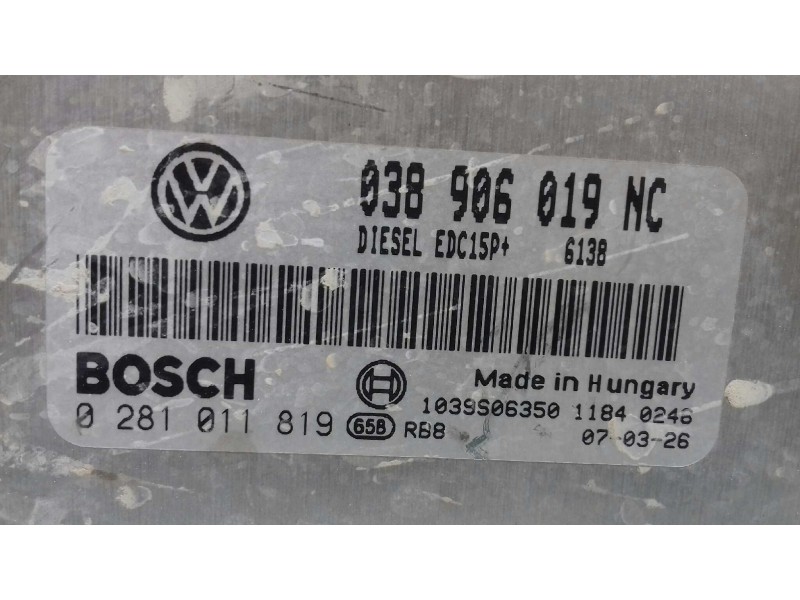 038 906 019 NC
DIESEL EDC15P+ 6138
BOSCH
Made in Hungary
0 281 011 819 658 RB8
1039S06350 1184 0246
07-03-26